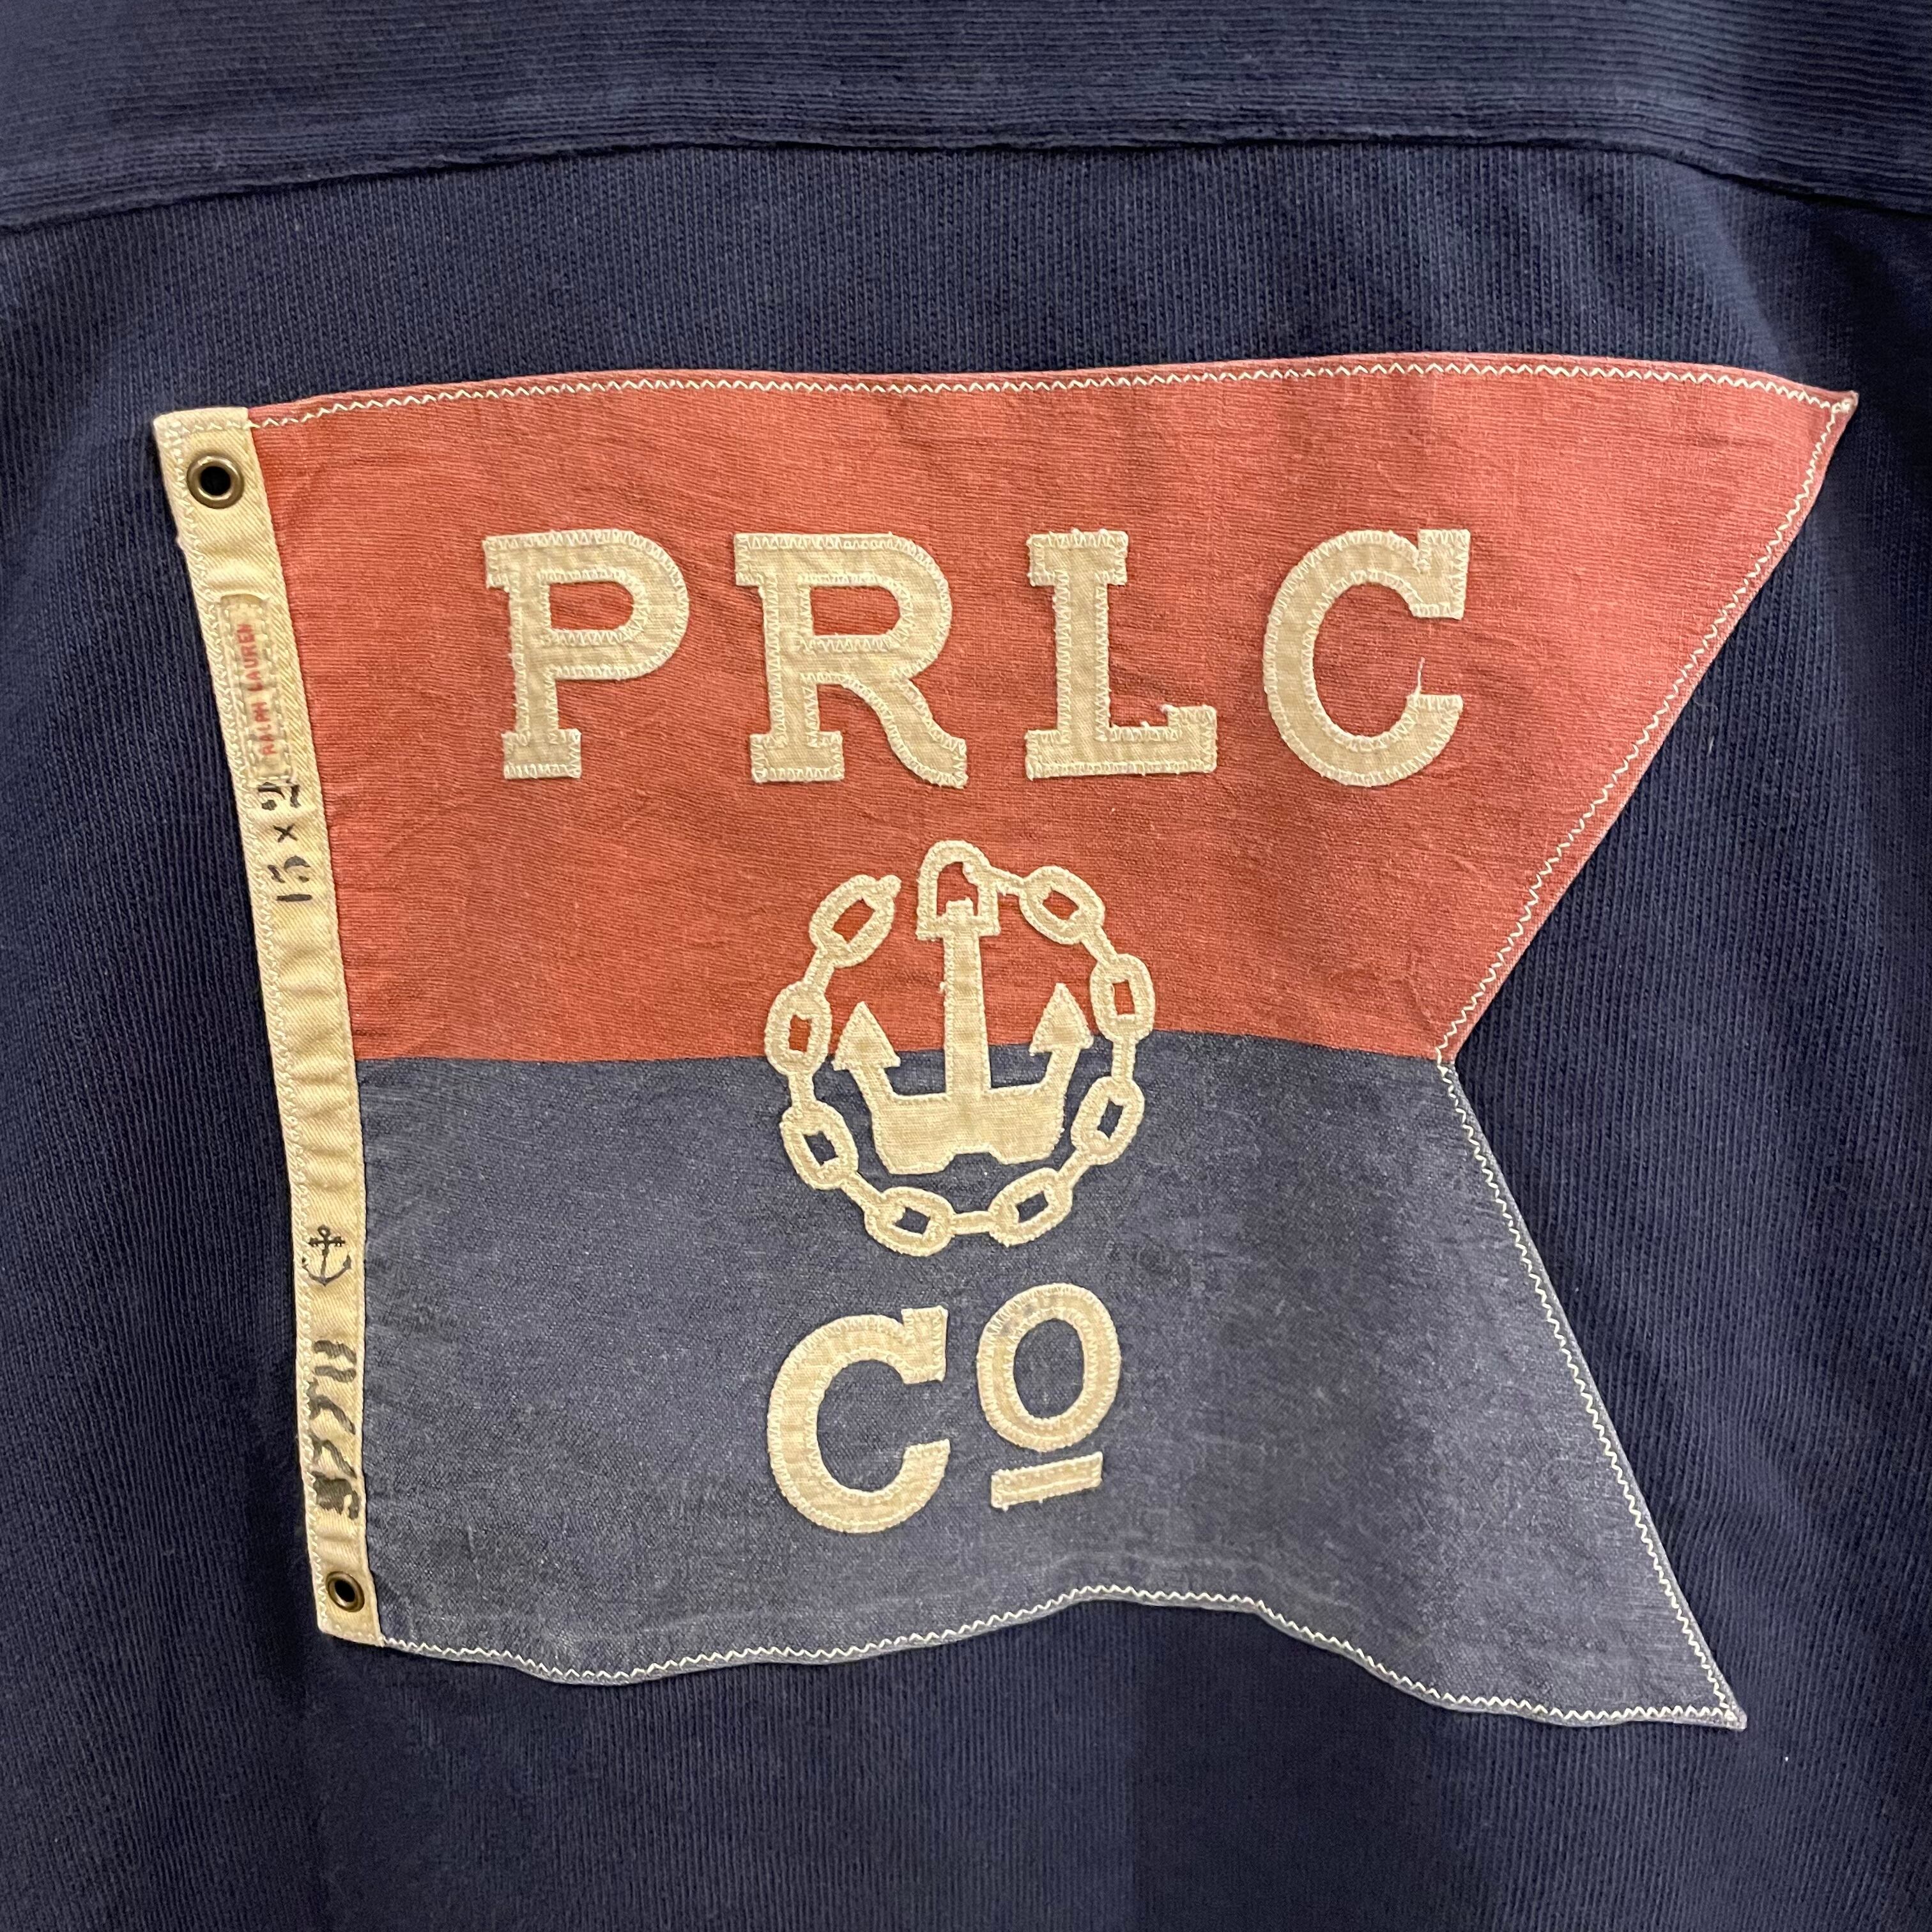 PRLC
Co
RALPH LAUREN
15 x 2